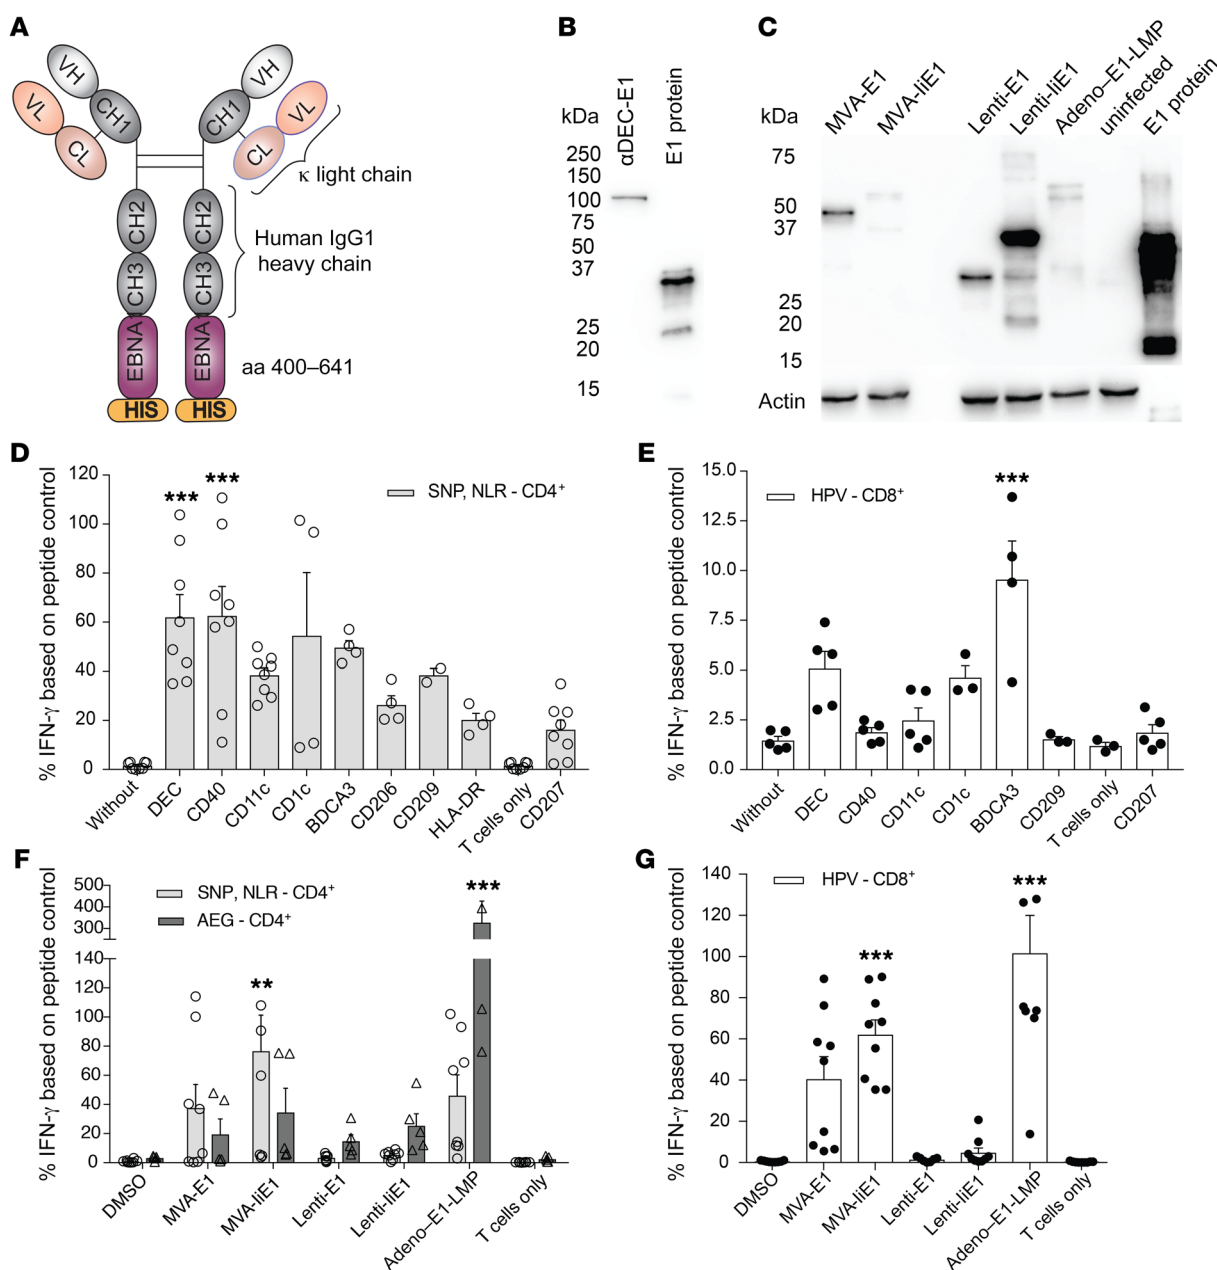 A
VH
VH
VL
CH1
CH1
VL
CL
CL
κ light chain
CH2
CH2
Human IgG1
heavy chain
CH3
CH3
EBNA
EBNA
aa 400–641
HIS
HIS
B
kDa
αDEC-E1
E1 protein
250
150
100
75
50
37
25
20
15
C
kDa
MVA-E1
MVA-IiE1
Lenti-E1
Lenti-IiE1
Adeno–E1-LMP
uninfected
E1 protein
75
50
37
25
20
15
Actin
D
% IFN-γ based on peptide control
120
100
80
60
40
20
0
***
***
SNP, NLR - CD4+
Without
DEC
CD40
CD11c
CD1c
BDCA3
CD206
CD209
HLA-DR
T cells only
CD207
E
% IFN-γ based on peptide control
15.0
12.5
10.0
7.5
5.0
2.5
0.0
HPV - CD8+
***
Without
DEC
CD40
CD11c
CD1c
BDCA3
CD209
T cells only
CD207
F
% IFN-γ based on peptide control
500
400
300
140
120
100
80
60
40
20
0
SNP, NLR - CD4+
AEG - CD4+
**
***
DMSO
MVA-E1
MVA-IiE1
Lenti-E1
Lenti-IiE1
Adeno–E1-LMP
T cells only
G
% IFN-γ based on peptide control
140
120
100
80
60
40
20
0
HPV - CD8+
***
***
DMSO
MVA-E1
MVA-IiE1
Lenti-E1
Lenti-IiE1
Adeno–E1-LMP
T cells only